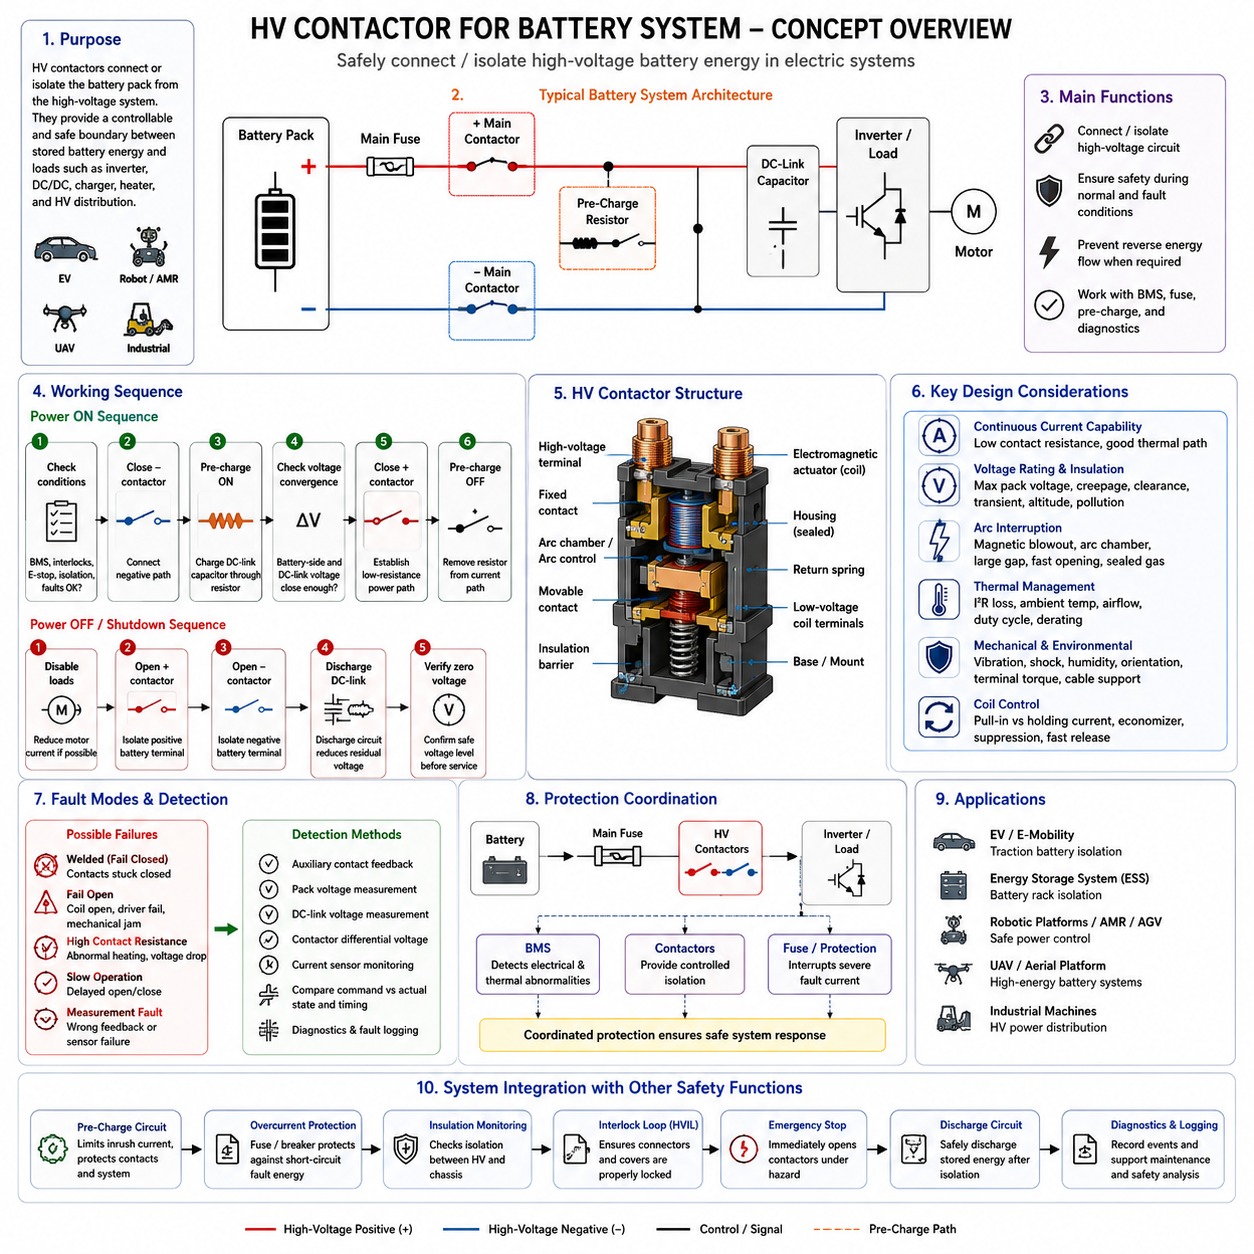 HV CONTACTOR FOR BATTERY SYSTEM – CONCEPT OVERVIEW
Safely connect / isolate high-voltage battery energy in electric systems
1. Purpose
HV contactors connect or
isolate the battery pack from
the high-voltage system.
They provide a controllable
and safe boundary between
stored battery energy and
loads such as inverter,
DC/DC, charger, heater,
and HV distribution.
EV
Robot / AMR
UAV
Industrial
2. Typical Battery System Architecture
Battery Pack
+
–
Main Fuse
+ Main
Contactor
Pre-Charge
Resistor
– Main
Contactor
DC-Link
Capacitor
Inverter /
Load
M
Motor
3. Main Functions
Connect / isolate
high-voltage circuit
Ensure safety during
normal and fault
conditions
Prevent reverse energy
flow when required
Work with BMS, fuse,
pre-charge, and
diagnostics
4. Working Sequence
Power ON Sequence
1
Check
conditions
BMS, interlocks,
E-stop, isolation,
faults OK?
2
Close –
contactor
Connect
negative path
3
Pre-charge
ON
Charge DC-link
capacitor through
resistor
4
Check voltage
convergence
ΔV
Battery-side and
DC-link voltage
close enough?
5
Close +
contactor
Establish
low-resistance
power path
6
Pre-charge
OFF
+
Remove resistor
from current
path
Power OFF / Shutdown Sequence
1
Disable
loads
M
Reduce motor
current if possible
2
Open +
contactor
Isolate positive
battery terminal
3
Open –
contactor
Isolate negative
battery terminal
4
Discharge
DC-link
Discharge circuit
reduces residual
voltage
5
Verify zero
voltage
V
Confirm safe
voltage level
before service
5. HV Contactor Structure
High-voltage
terminal
Fixed
contact
Arc chamber /
Arc control
Movable
contact
Insulation
barrier
Electromagnetic
actuator (coil)
Housing
(sealed)
Return spring
Low-voltage
coil terminals
Base / Mount
6. Key Design Considerations
A
Continuous Current Capability
Low contact resistance, good thermal path
V
Voltage Rating & Insulation
Max pack voltage, creepage, clearance,
transient, altitude, pollution
Arc Interruption
Magnetic blowout, arc chamber,
large gap, fast opening, sealed gas
Thermal Management
I²R loss, ambient temp, airflow,
duty cycle, derating
Mechanical & Environmental
Vibration, shock, humidity, orientation,
terminal torque, cable support
Coil Control
Pull-in vs holding current, economizer,
suppression, fast release
7. Fault Modes & Detection
Possible Failures
Welded (Fail Closed)
Contacts stuck closed
Fail Open
Coil open, driver fail,
mechanical jam
High Contact Resistance
Abnormal heating, voltage drop
Slow Operation
Delayed open/close
Measurement Fault
Wrong feedback or
sensor failure
Detection Methods
Auxiliary contact feedback
Pack voltage measurement
DC-link voltage measurement
Contactor differential voltage
Current sensor monitoring
Compare command vs actual
state and timing
Diagnostics & fault logging
8. Protection Coordination
Battery
Main Fuse
HV
Contactors
Inverter /
Load
BMS
Detects electrical &
thermal abnormalities
Contactors
Provide controlled
isolation
Fuse / Protection
Interrupts severe
fault current
Coordinated protection ensures safe system response
9. Applications
EV / E-Mobility
Traction battery isolation
Energy Storage System (ESS)
Battery rack isolation
Robotic Platforms / AMR / AGV
Safe power control
UAV / Aerial Platform
High-energy battery systems
Industrial Machines
HV power distribution
10. System Integration with Other Safety Functions
Pre-Charge Circuit
Limits inrush current,
protects contacts
and system
Overcurrent Protection
Fuse / breaker protects
against short-circuit
fault energy
Insulation Monitoring
Checks isolation
between HV and
chassis
Interlock Loop (HVIL)
Ensures connectors
and covers are
properly locked
Emergency Stop
Immediately opens
contactors under
hazard
Discharge Circuit
Safely discharge
stored energy after
isolation
Diagnostics & Logging
Record events and
support maintenance
and safety analysis
High-Voltage Positive (+)
High-Voltage Negative (–)
Control / Signal
Pre-Charge Path